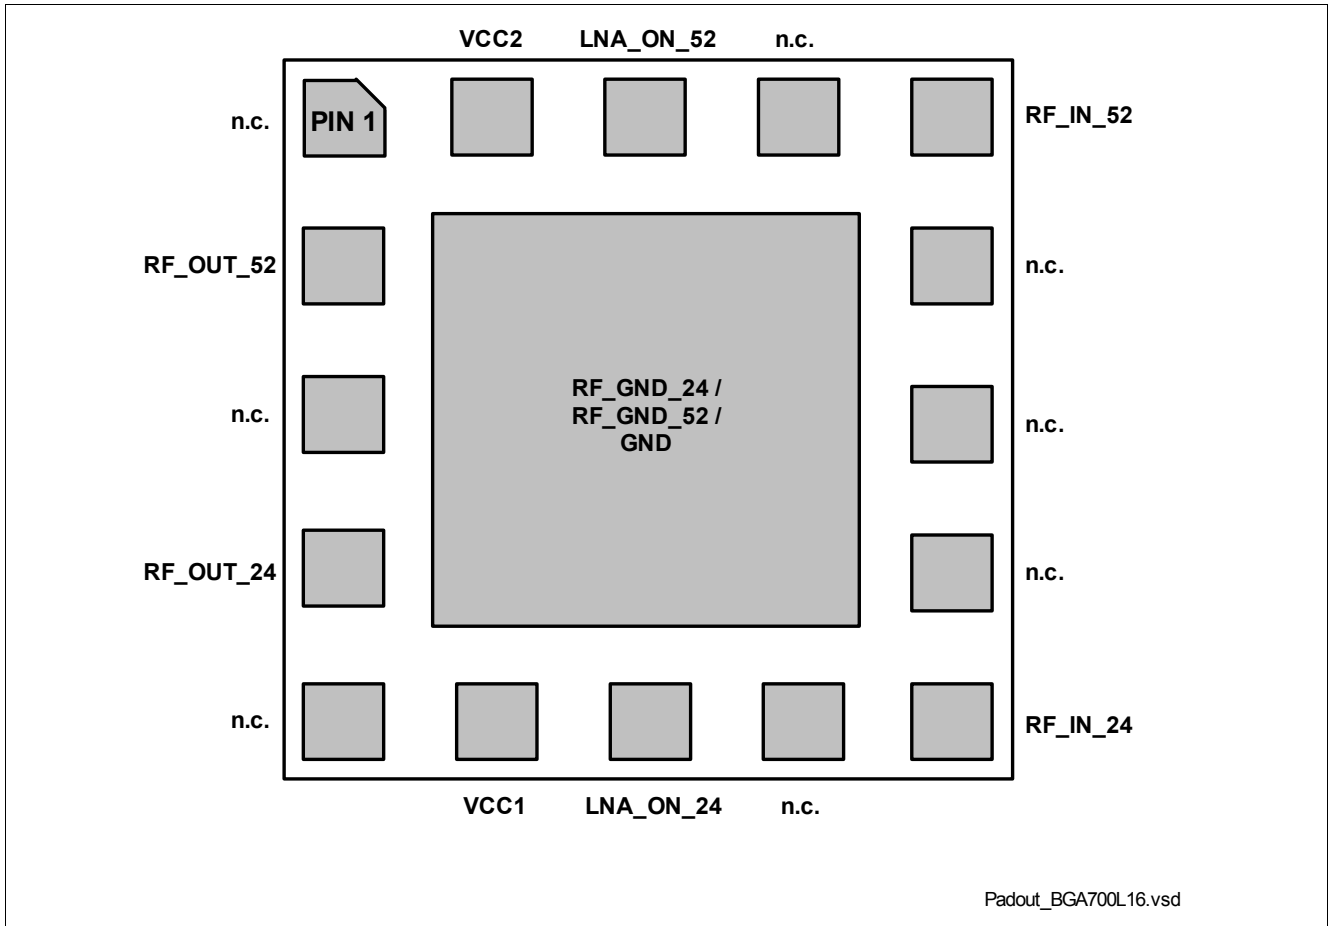 VCC2 LNA_ON_52 n.c.
n.c. PIN 1 RF_IN_52
RF_OUT_52 n.c.
RF_GND_24 /
RF_GND_52 /
GND
n.c. n.c.
RF_OUT_24 n.c.
n.c. RF_IN_24
VCC1 LNA_ON_24 n.c.
Padout_BGA700L16.vsd